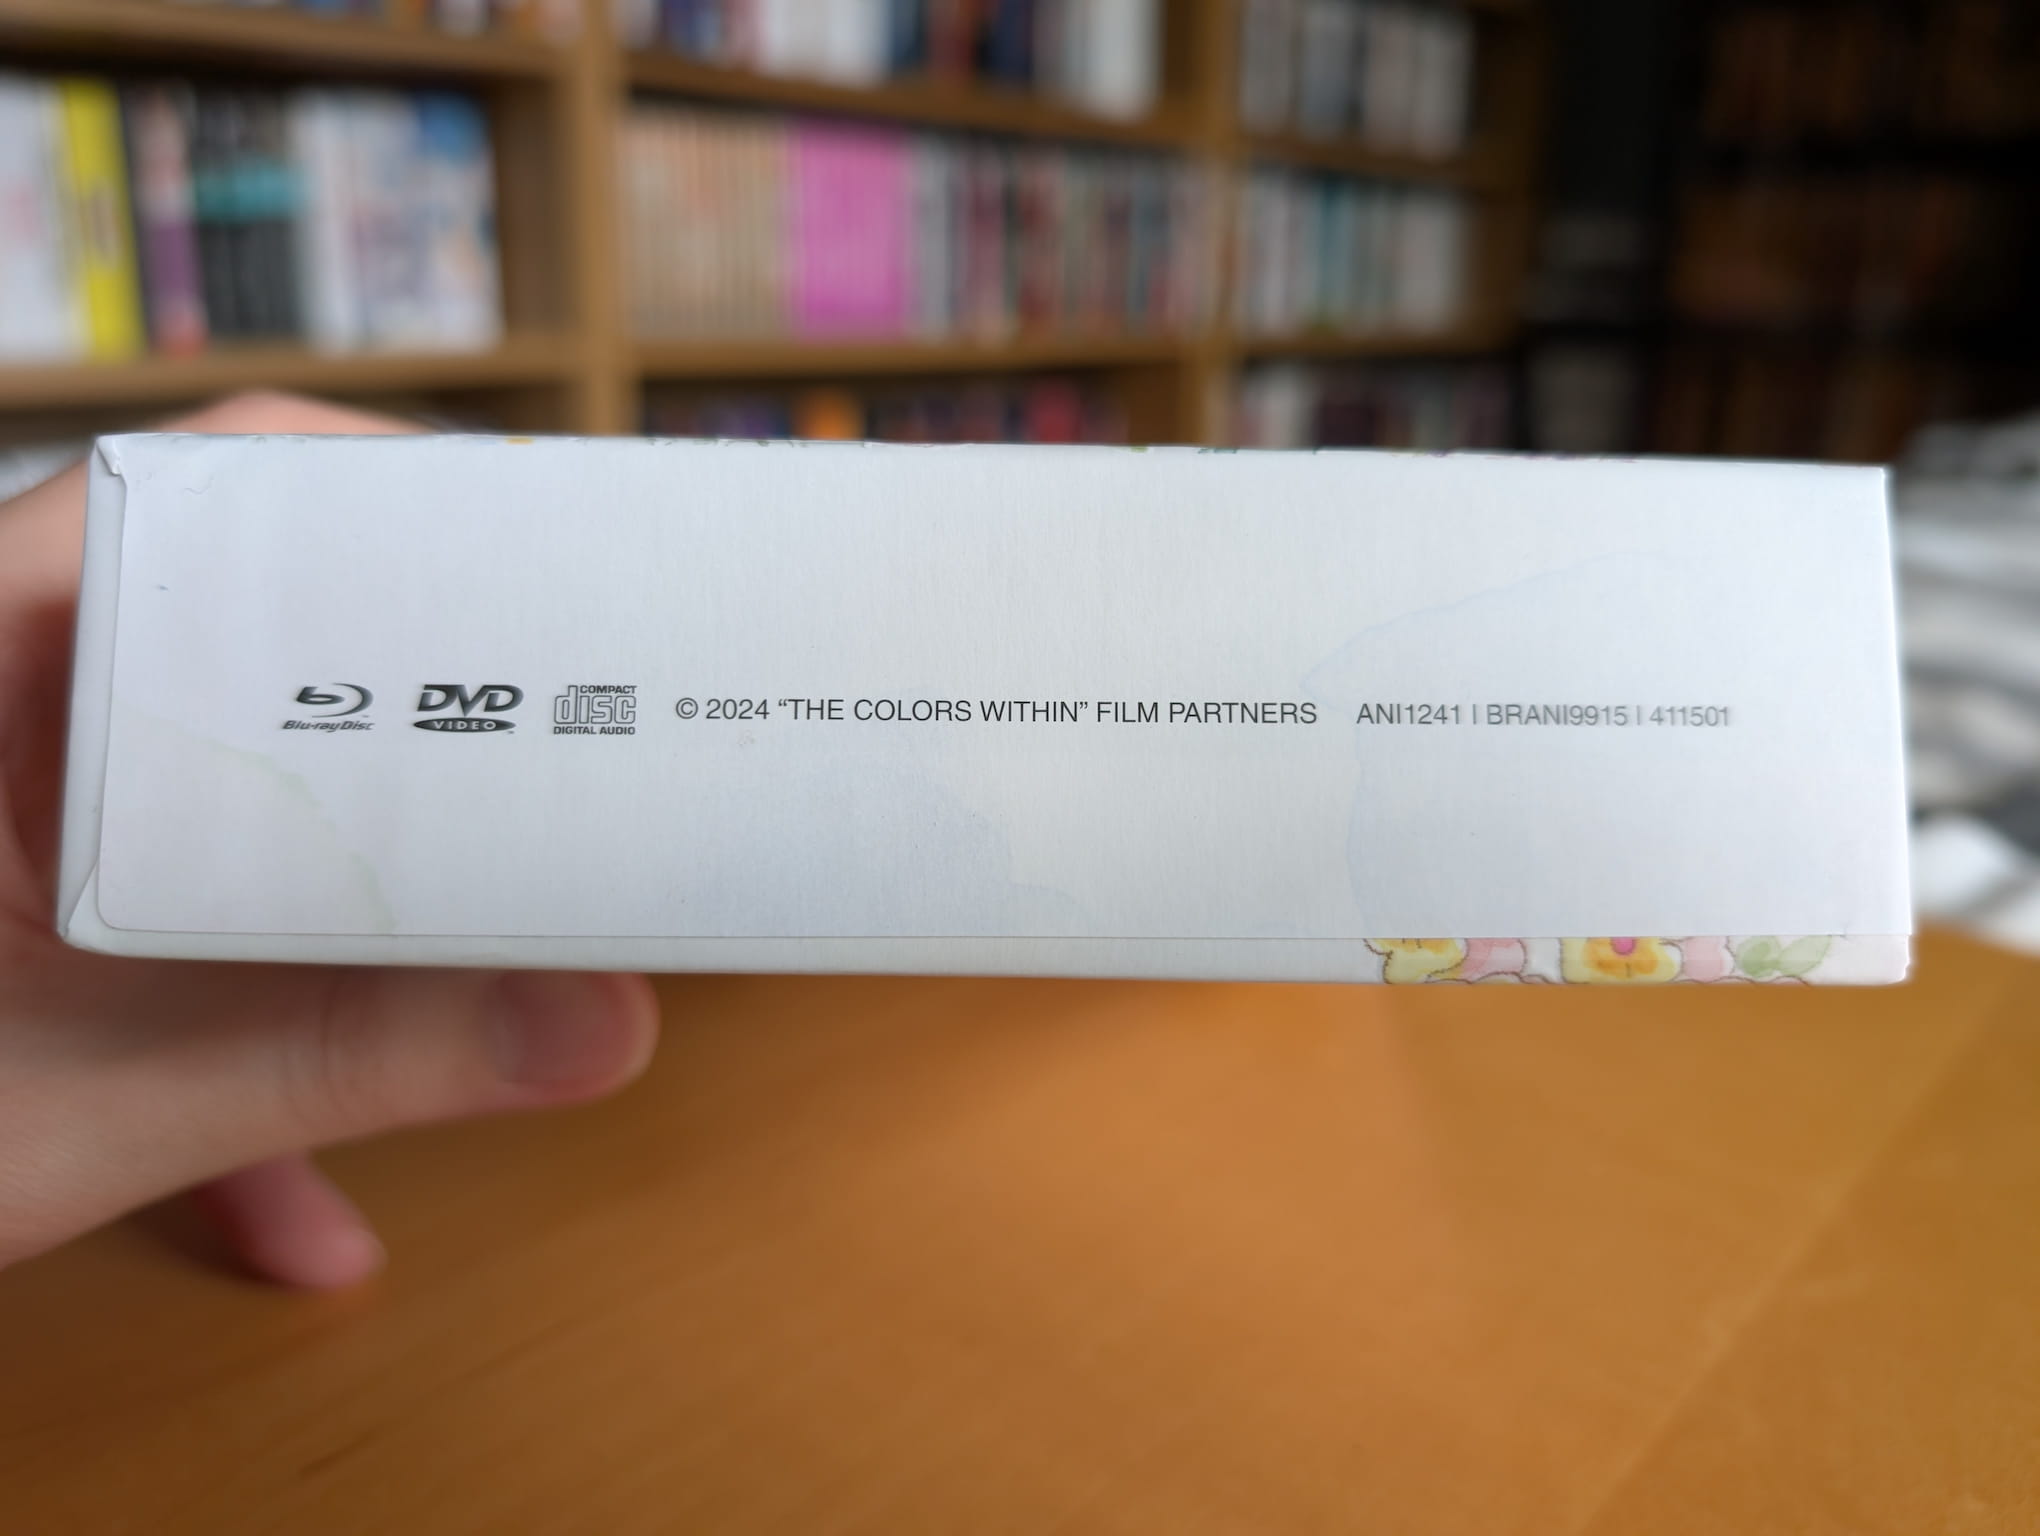 Blu-ray Disc
DVD VIDEO
COMPACT disc DIGITAL AUDIO
© 2024 “THE COLORS WITHIN” FILM PARTNERS ANI1241 | BRANI9915 | 411501